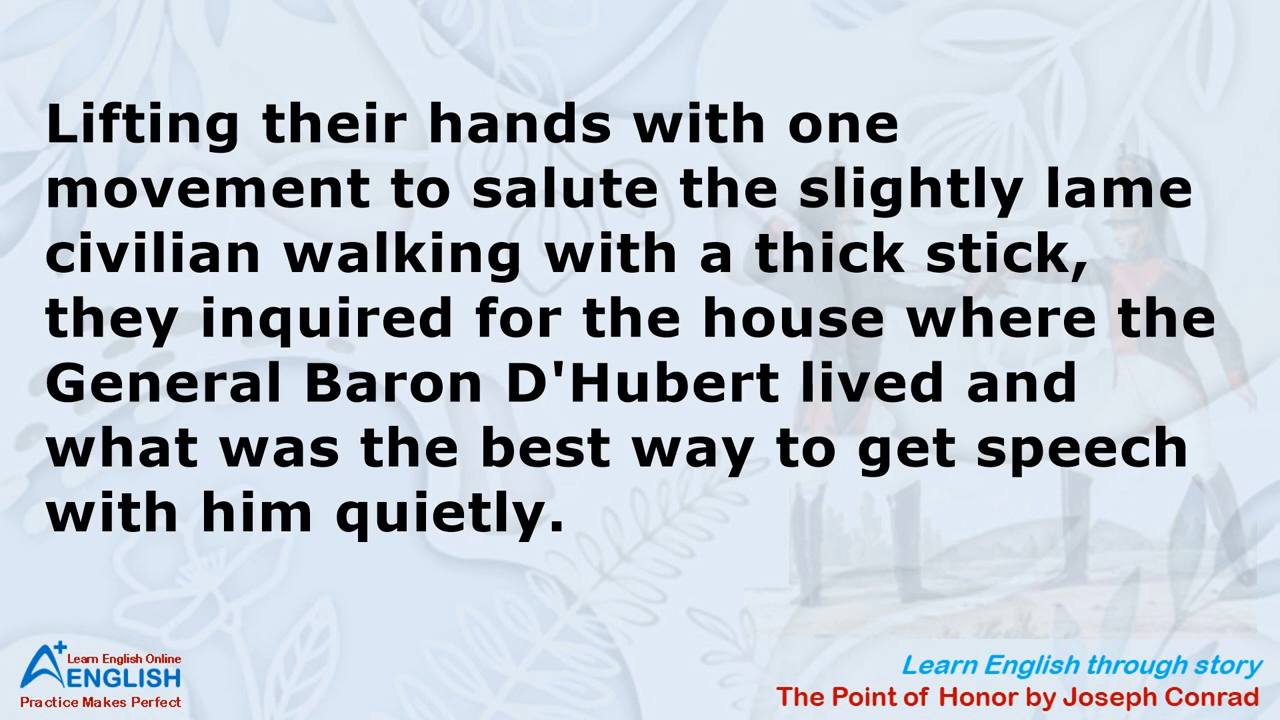 Lifting their hands with one
movement to salute the slightly lame
civilian walking with a thick stick,
they inquired for the house where the
General Baron D'Hubert lived and
what was the best way to get speech
with him quietly.
A+ Learn English Online
ENGLISH
Practice Makes Perfect
Learn English through story
The Point of Honor by Joseph Conrad